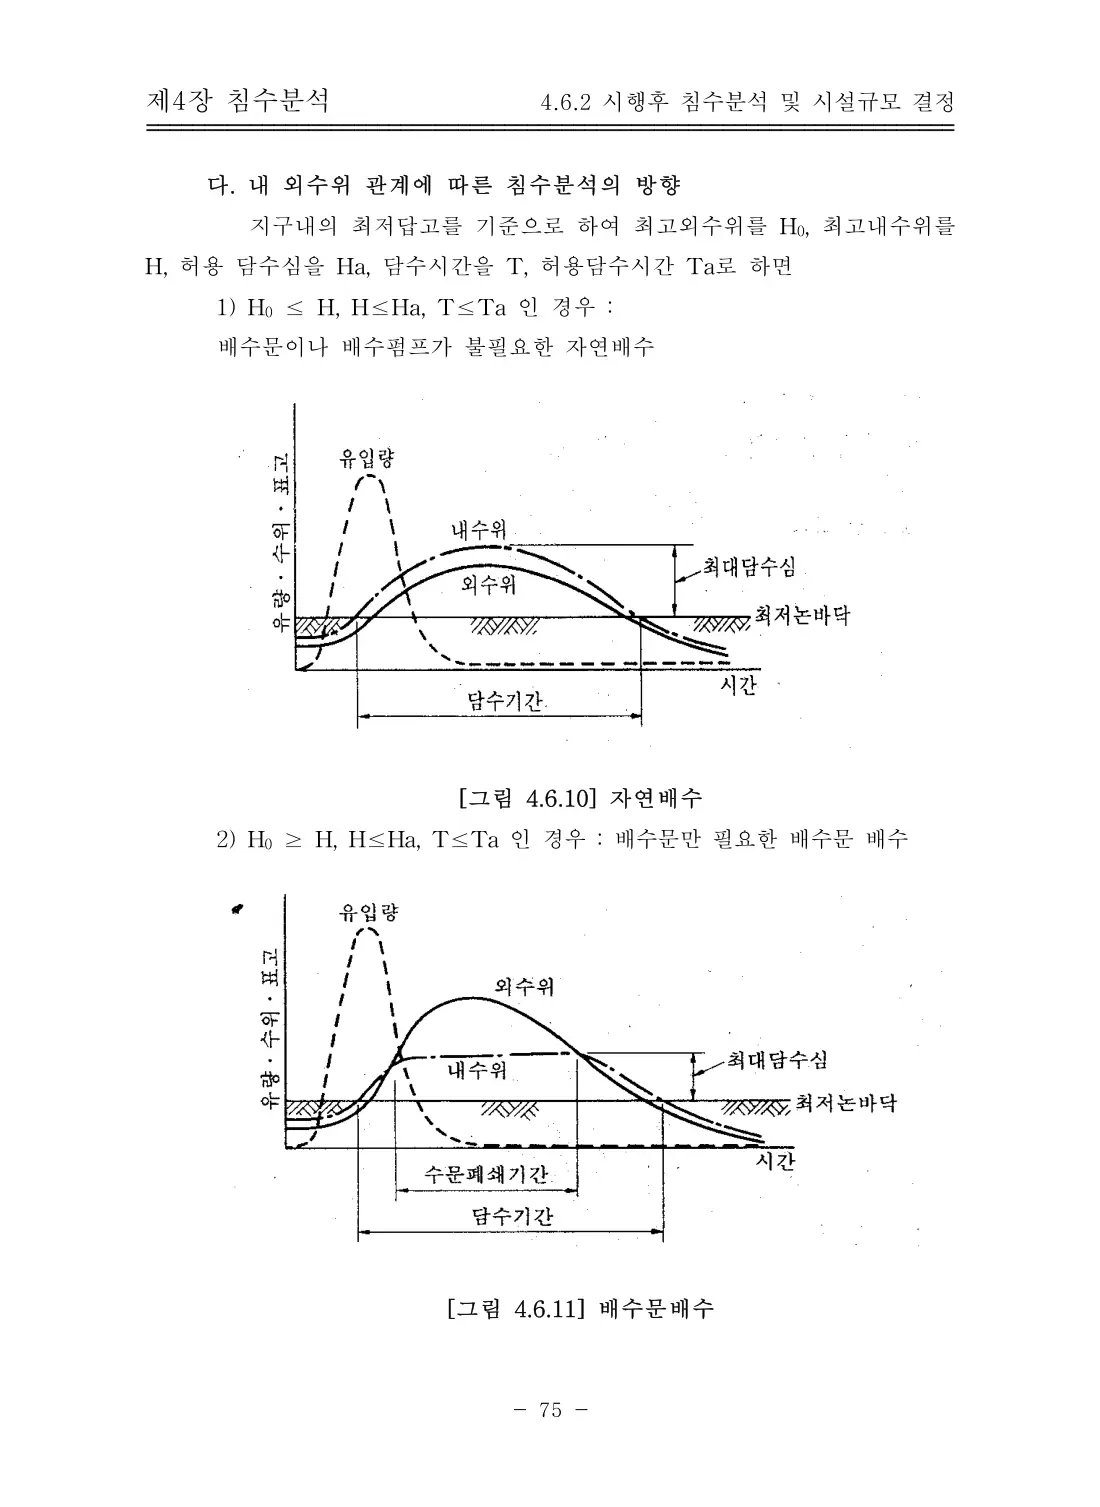 제4장 침수분석
4.6.2 시행후 침수분석 및 시설규모 결정
다. 내 외수위 관계에 따른 침수분석의 방향
지구내의 최저답고를 기준으로 하여 최고외수위를 H₀, 최고내수위를
H, 허용 담수심을 Ha, 담수시간을 T, 허용담수시간 Ta로 하면
1) H₀ ≤ H, H≤Ha, T≤Ta 인 경우 :
배수문이나 배수펌프가 불필요한 자연배수
유량 · 수위 · 표고
유입량
내수위
외수위
최대담수심
최저논바닥
시간
담수기간
[그림 4.6.10] 자연배수
2) H₀ ≥ H, H≤Ha, T≤Ta 인 경우 : 배수문만 필요한 배수문 배수
유량 · 수위 · 표고
유입량
외수위
내수위
최대담수심
최저논바닥
시간
수문폐쇄기간
담수기간
[그림 4.6.11] 배수문배수
- 75 -